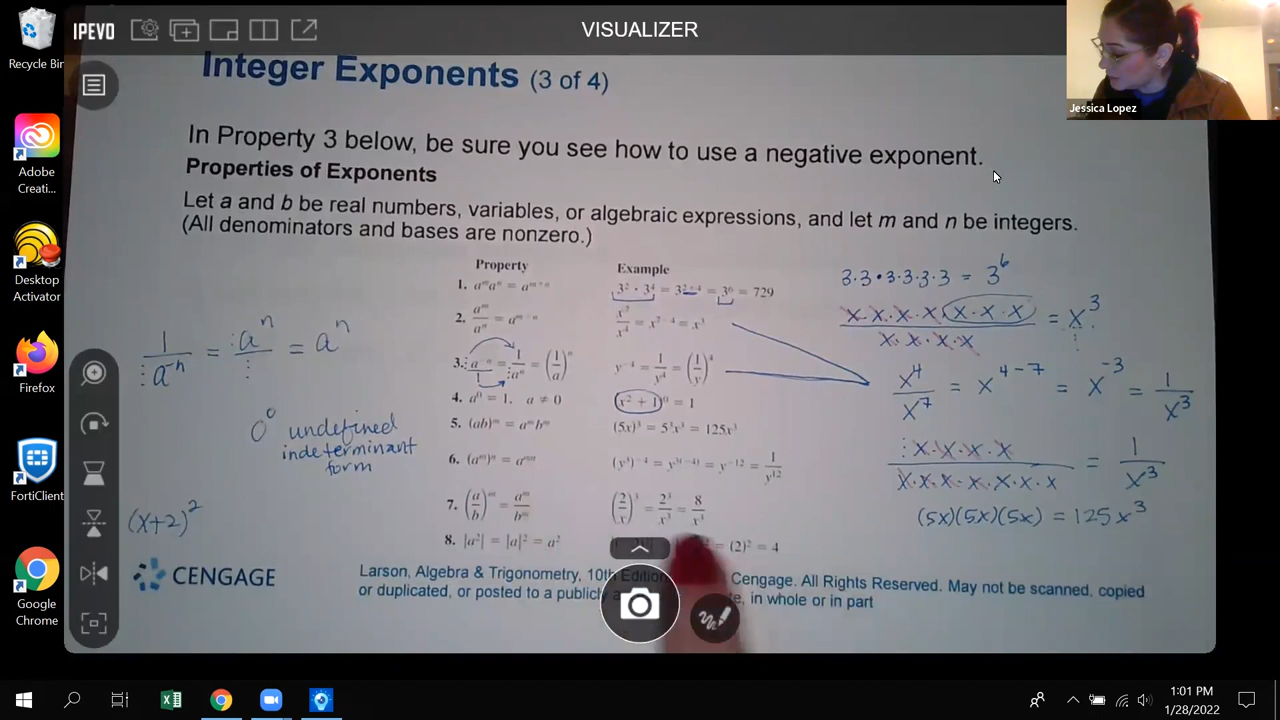 Recycle Bin
Adobe
Creati...
Desktop
Activator
Firefox
FortiClient
Google
Chrome
IPEVO
VISUALIZER
Jessica Lopez
Integer Exponents (3 of 4)
In Property 3 below, be sure you see how to use a negative exponent.
Properties of Exponents
Let a and b be real numbers, variables, or algebraic expressions, and let m and n be integers.
(All denominators and bases are nonzero.)
Property Example
1. aᵐaⁿ = aᵐ⁺ⁿ 3² · 3⁴ = 3²⁺⁴ = 3⁶ = 729
2. aᵐ/aⁿ = aᵐ⁻ⁿ x⁷/x⁴ = x⁷⁻⁴ = x³
3. a⁻ⁿ/1 = 1/aⁿ = (1/a)ⁿ y⁻⁴ = 1/y⁴ = (1/y)⁴
4. a⁰ = 1, a ≠ 0 (x² + 1)⁰ = 1
5. (ab)ᵐ = aᵐbᵐ (5x)³ = 5³x³ = 125x³
6. (aᵐ)ⁿ = aᵐⁿ (y³)⁻⁴ = y³⁽⁻⁴⁾ = y⁻¹² = 1/y¹²
7. (a/b)ᵐ = aᵐ/bᵐ (2/x)³ = 2³/x³ = 8/x³
8. |a²| = |a|² = a² = (2)² = 4
1/a⁻ⁿ = aⁿ = aⁿ
0⁰ undefined
indeterminant
form
(x+2)²
3·3·3·3·3·3 = 3⁶
x·x·x·x·x·x·x/x·x·x·x = x³
x⁴/x⁷ = x⁴⁻⁷ = x⁻³ = 1/x³
x·x·x·x/x·x·x·x·x·x·x = 1/x³
(5x)(5x)(5x) = 125x³
CENGAGE
Larson, Algebra & Trigonometry, 10th Edition. Cengage. All Rights Reserved. May not be scanned, copied
or duplicated, or posted to a publicly te, in whole or in part
1:01 PM
1/28/2022